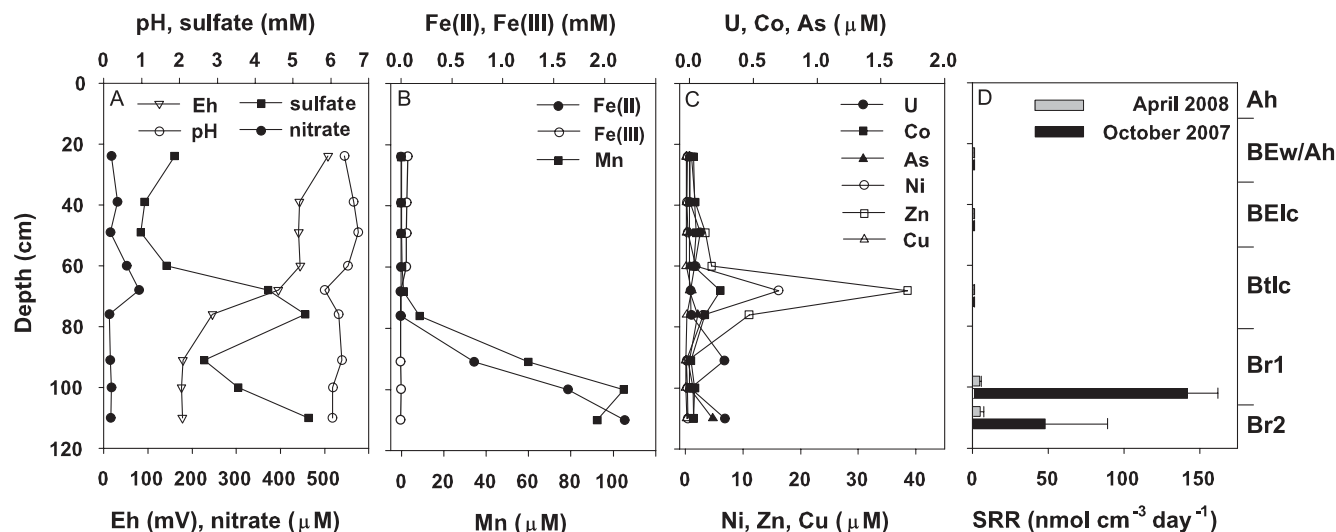 pH, sulfate (mM)
Fe(II), Fe(III) (mM)
U, Co, As (μM)
0 1 2 3 4 5 6 7
0.0 0.5 1.0 1.5 2.0
0.0 0.5 1.0 1.5 2.0
Depth (cm)
0
20
40
60
80
100
120
A
Eh
sulfate
pH
nitrate
B
Fe(II)
Fe(III)
Mn
C
U
Co
As
Ni
Zn
Cu
D
April 2008
October 2007
Ah
BEw/Ah
BElc
Btlc
Br1
Br2
0 100 200 300 400 500
0 20 40 60 80 100
0 10 20 30 40
0 50 100 150
Eh (mV), nitrate (μM)
Mn (μM)
Ni, Zn, Cu (μM)
SRR (nmol cm⁻³ day⁻¹)